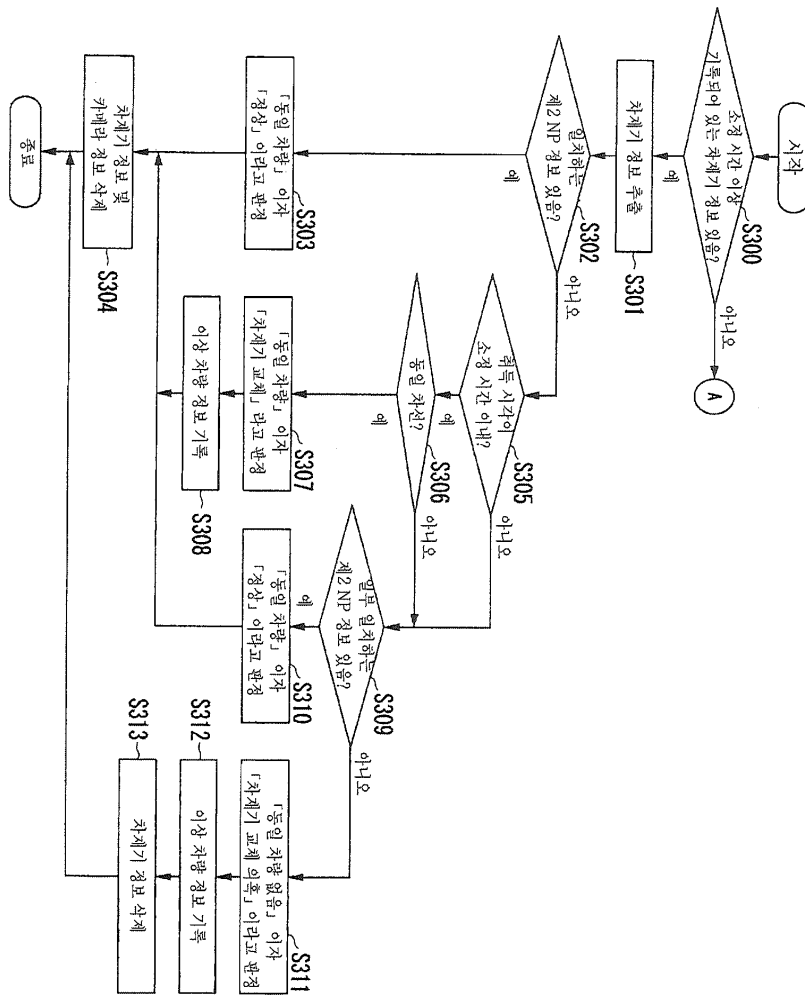 시작
소정 시간 이상
기록되어 있는 차재기 정보 있음?
S300
아니오
A
예
차재기 정보 추출
S301
일치하는
제2 NP 정보 있음?
S302
아니오
예
「동일 차량」이자
「정상」이라고 판정
S303
차재기 정보 및
카메라 정보 삭제
S304
종료
취득 시각이
소정 시간 이내?
S305
아니오
예
동일 차선?
S306
아니오
예
「동일 차량」이자
「차재기 교체」라고 판정
S307
이상 차량 정보 기록
S308
일부 일치하는
제2 NP 정보 있음?
S309
아니오
예
「동일 차량」이자
「정상」이라고 판정
S310
「동일 차량 없음」이자
「차재기 교체 의혹」이라고 판정
S311
이상 차량 정보 기록
S312
차재기 정보 삭제
S313